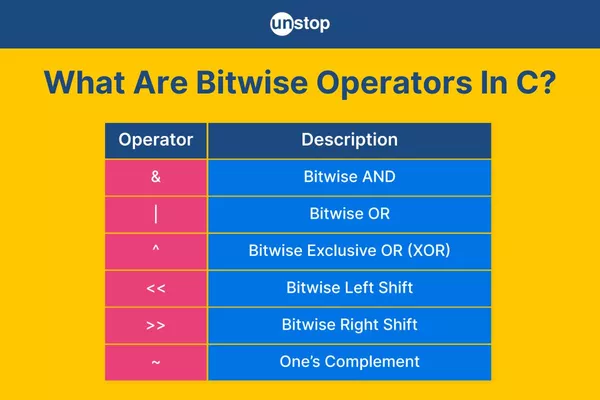 unstop
What Are Bitwise Operators In C?
Operator Description
& Bitwise AND
| Bitwise OR
^ Bitwise Exclusive OR (XOR)
<< Bitwise Left Shift
>> Bitwise Right Shift
~ One’s Complement